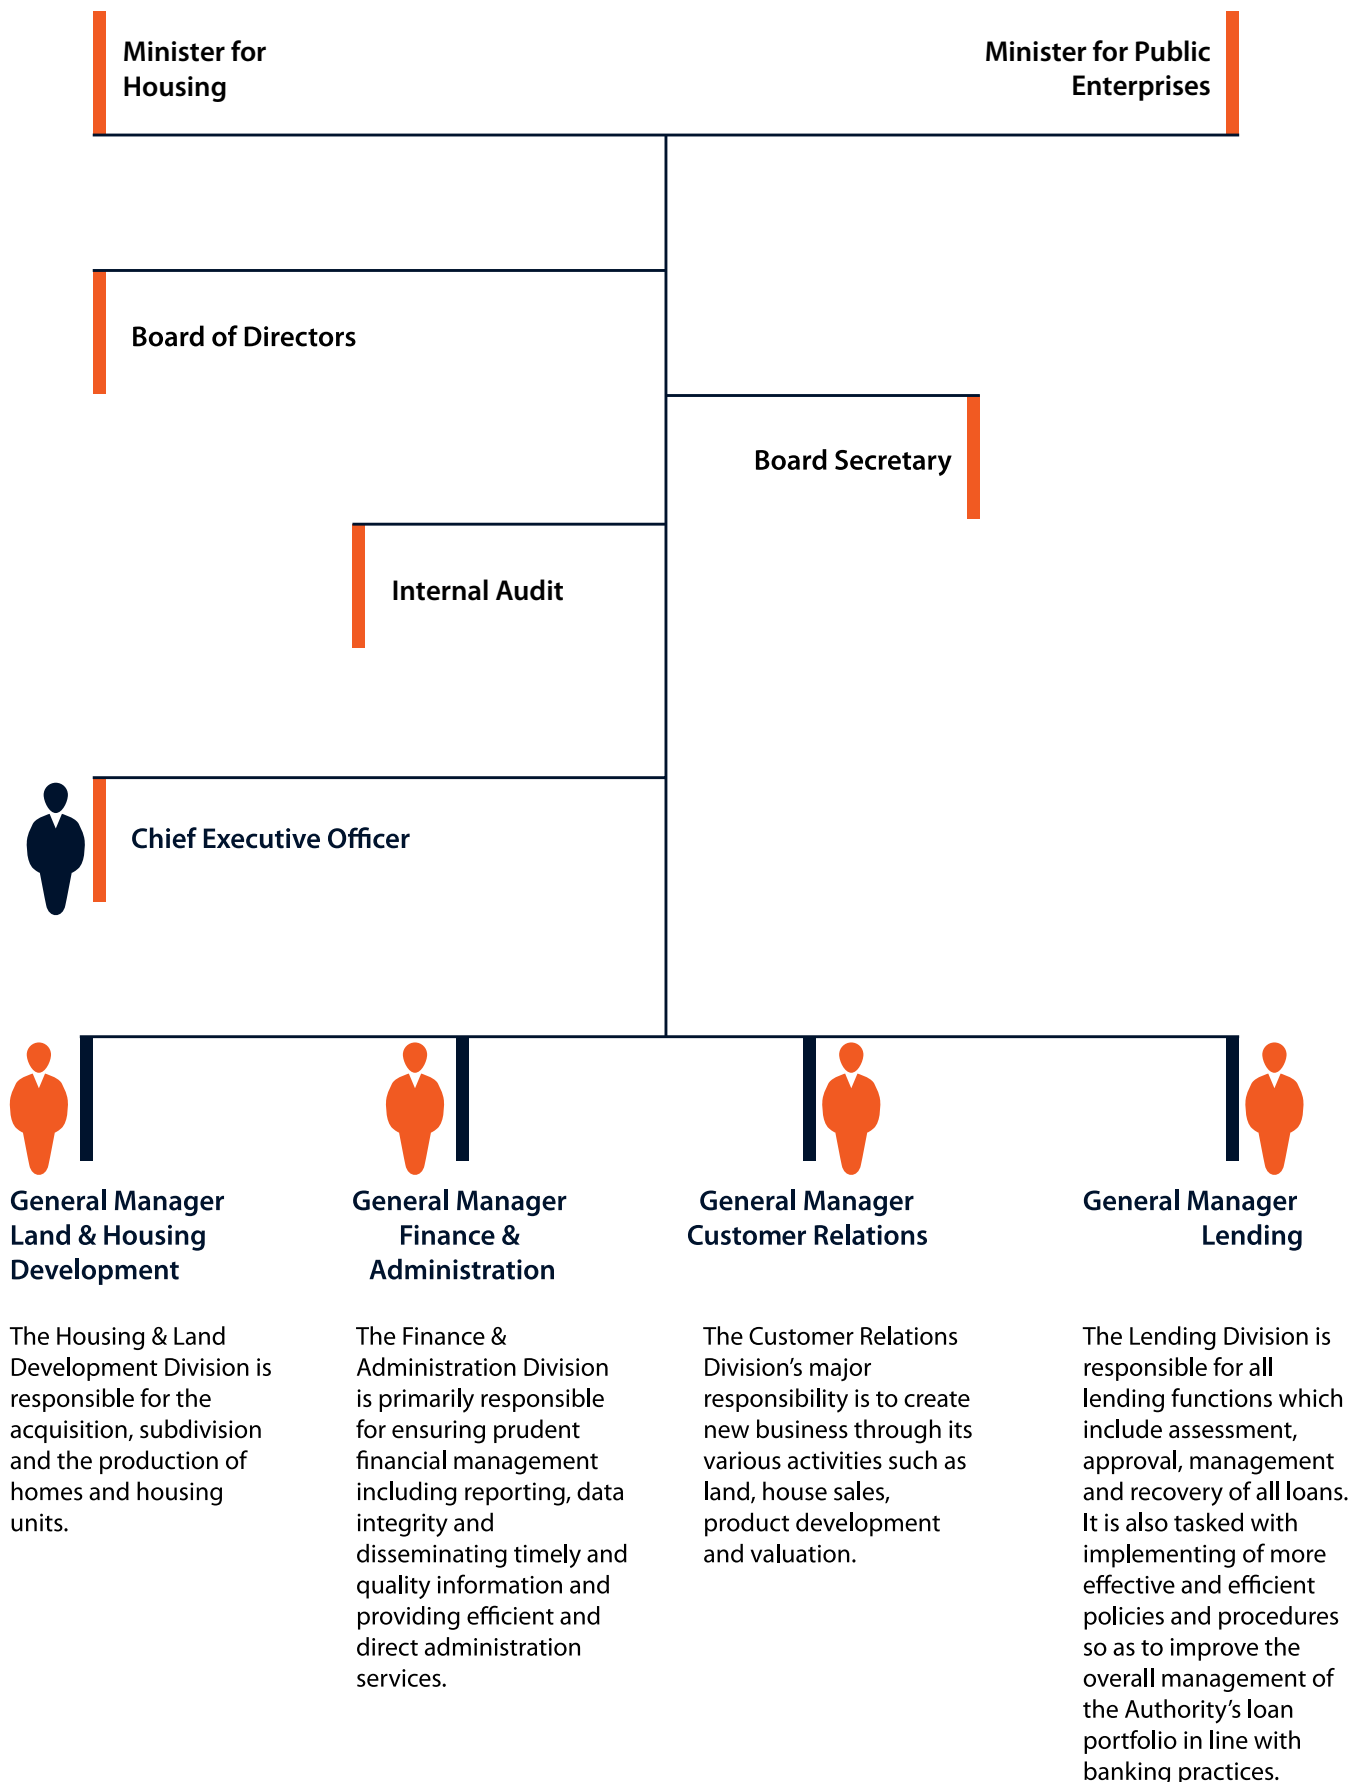 Minister for
Housing
Minister for Public
Enterprises
Board of Directors
Board Secretary
Internal Audit
Chief Executive Officer
General Manager
Land & Housing
Development
The Housing & Land
Development Division is
responsible for the
acquisition, subdivision
and the production of
homes and housing
units.
General Manager
Finance &
Administration
The Finance &
Administration Division
is primarily responsible
for ensuring prudent
financial management
including reporting, data
integrity and
disseminating timely and
quality information and
providing efficient and
direct administration
services.
General Manager
Customer Relations
The Customer Relations
Division’s major
responsibility is to create
new business through its
various activities such as
land, house sales,
product development
and valuation.
General Manager
Lending
The Lending Division is
responsible for all
lending functions which
include assessment,
approval, management
and recovery of all loans.
It is also tasked with
implementing of more
effective and efficient
policies and procedures
so as to improve the
overall management of
the Authority’s loan
portfolio in line with
banking practices.